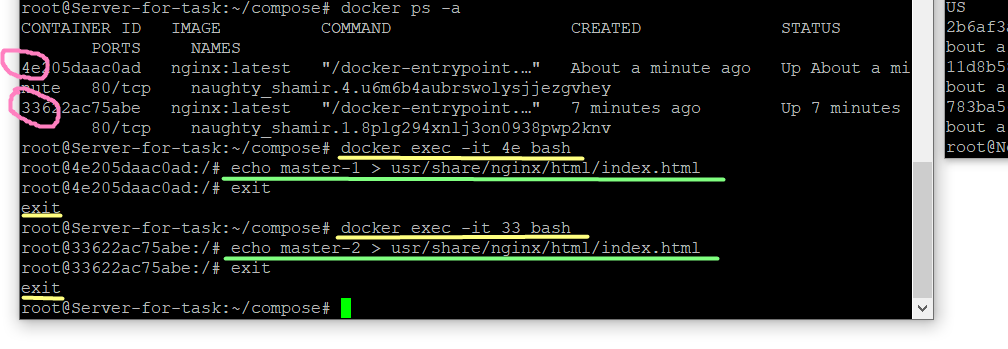 root@Server-for-task:~/compose# docker ps -a
CONTAINER ID   IMAGE          COMMAND                  CREATED              STATUS
       PORTS     NAMES
4e205daac0ad   nginx:latest   "/docker-entrypoint.…"   About a minute ago   Up About a mi
nute   80/tcp    naughty_shamir.4.u6m6b4aubrswolysjjezgvhey
33622ac75abe   nginx:latest   "/docker-entrypoint.…"   7 minutes ago        Up 7 minutes
       80/tcp    naughty_shamir.1.8plg294xnlj3on0938pwp2knv
root@Server-for-task:~/compose# docker exec -it 4e bash
root@4e205daac0ad:/# echo master-1 > usr/share/nginx/html/index.html
root@4e205daac0ad:/# exit
exit
root@Server-for-task:~/compose# docker exec -it 33 bash
root@33622ac75abe:/# echo master-2 > usr/share/nginx/html/index.html
root@33622ac75abe:/# exit
exit
root@Server-for-task:~/compose#
US
2b6af3
bout a
11d8b5
bout a
783ba5
bout a